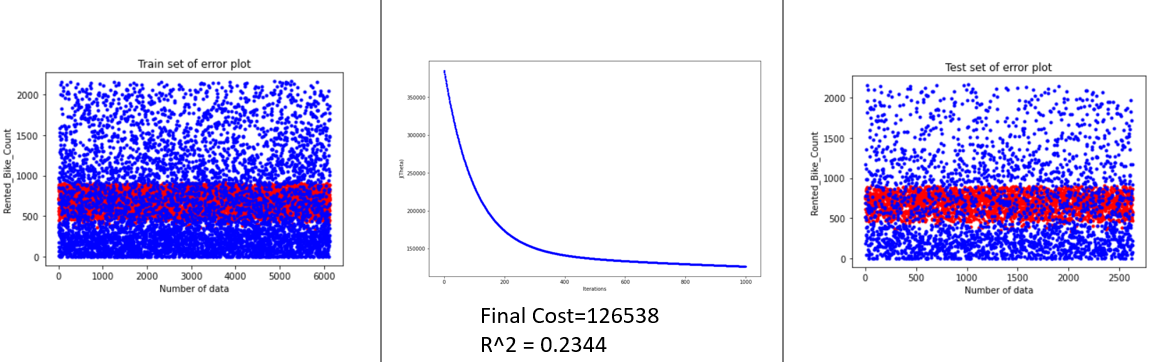 Train set of error plot
Rented_Bike_Count
2000
1500
1000
500
0
0 1000 2000 3000 4000 5000 6000
Number of data
J(Theta)
350000
300000
250000
200000
150000
0 200 400 600 800 1000
Iterations
Final Cost=126538
R^2 = 0.2344
Test set of error plot
Rented_Bike_Count
2000
1500
1000
500
0
0 500 1000 1500 2000 2500
Number of data